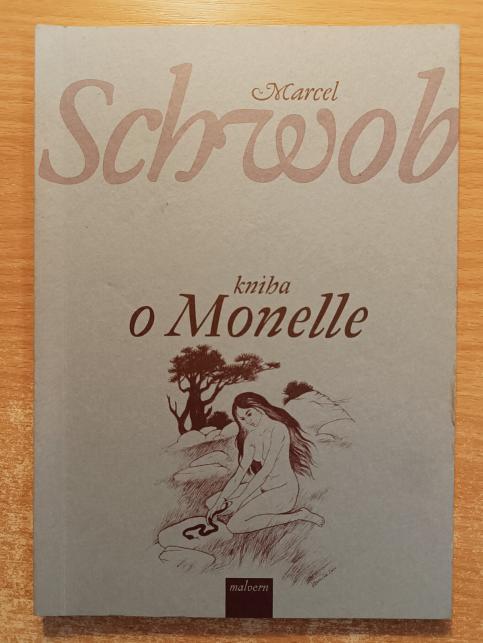 Marcel
Schwob
kniha
o Monelle
malvern